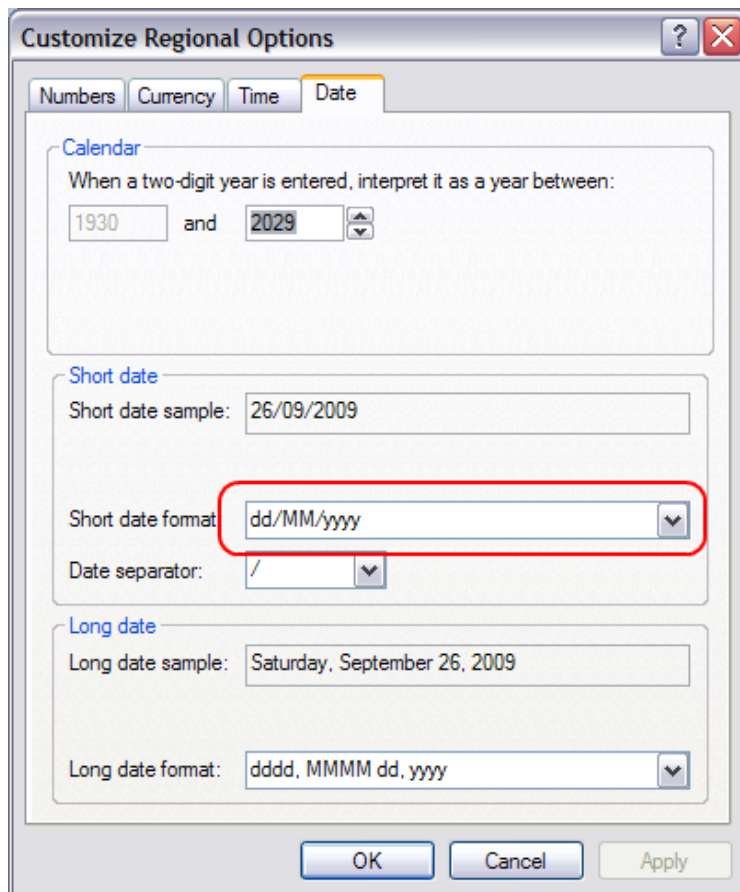 Customize Regional Options
?
Numbers Currency Time Date
Calendar
When a two-digit year is entered, interpret it as a year between:
1930 and 2029
Short date
Short date sample: 26/09/2009
Short date format dd/MM/yyyy
Date separator: /
Long date
Long date sample: Saturday, September 26, 2009
Long date format: dddd, MMMM dd, yyyy
OK Cancel Apply